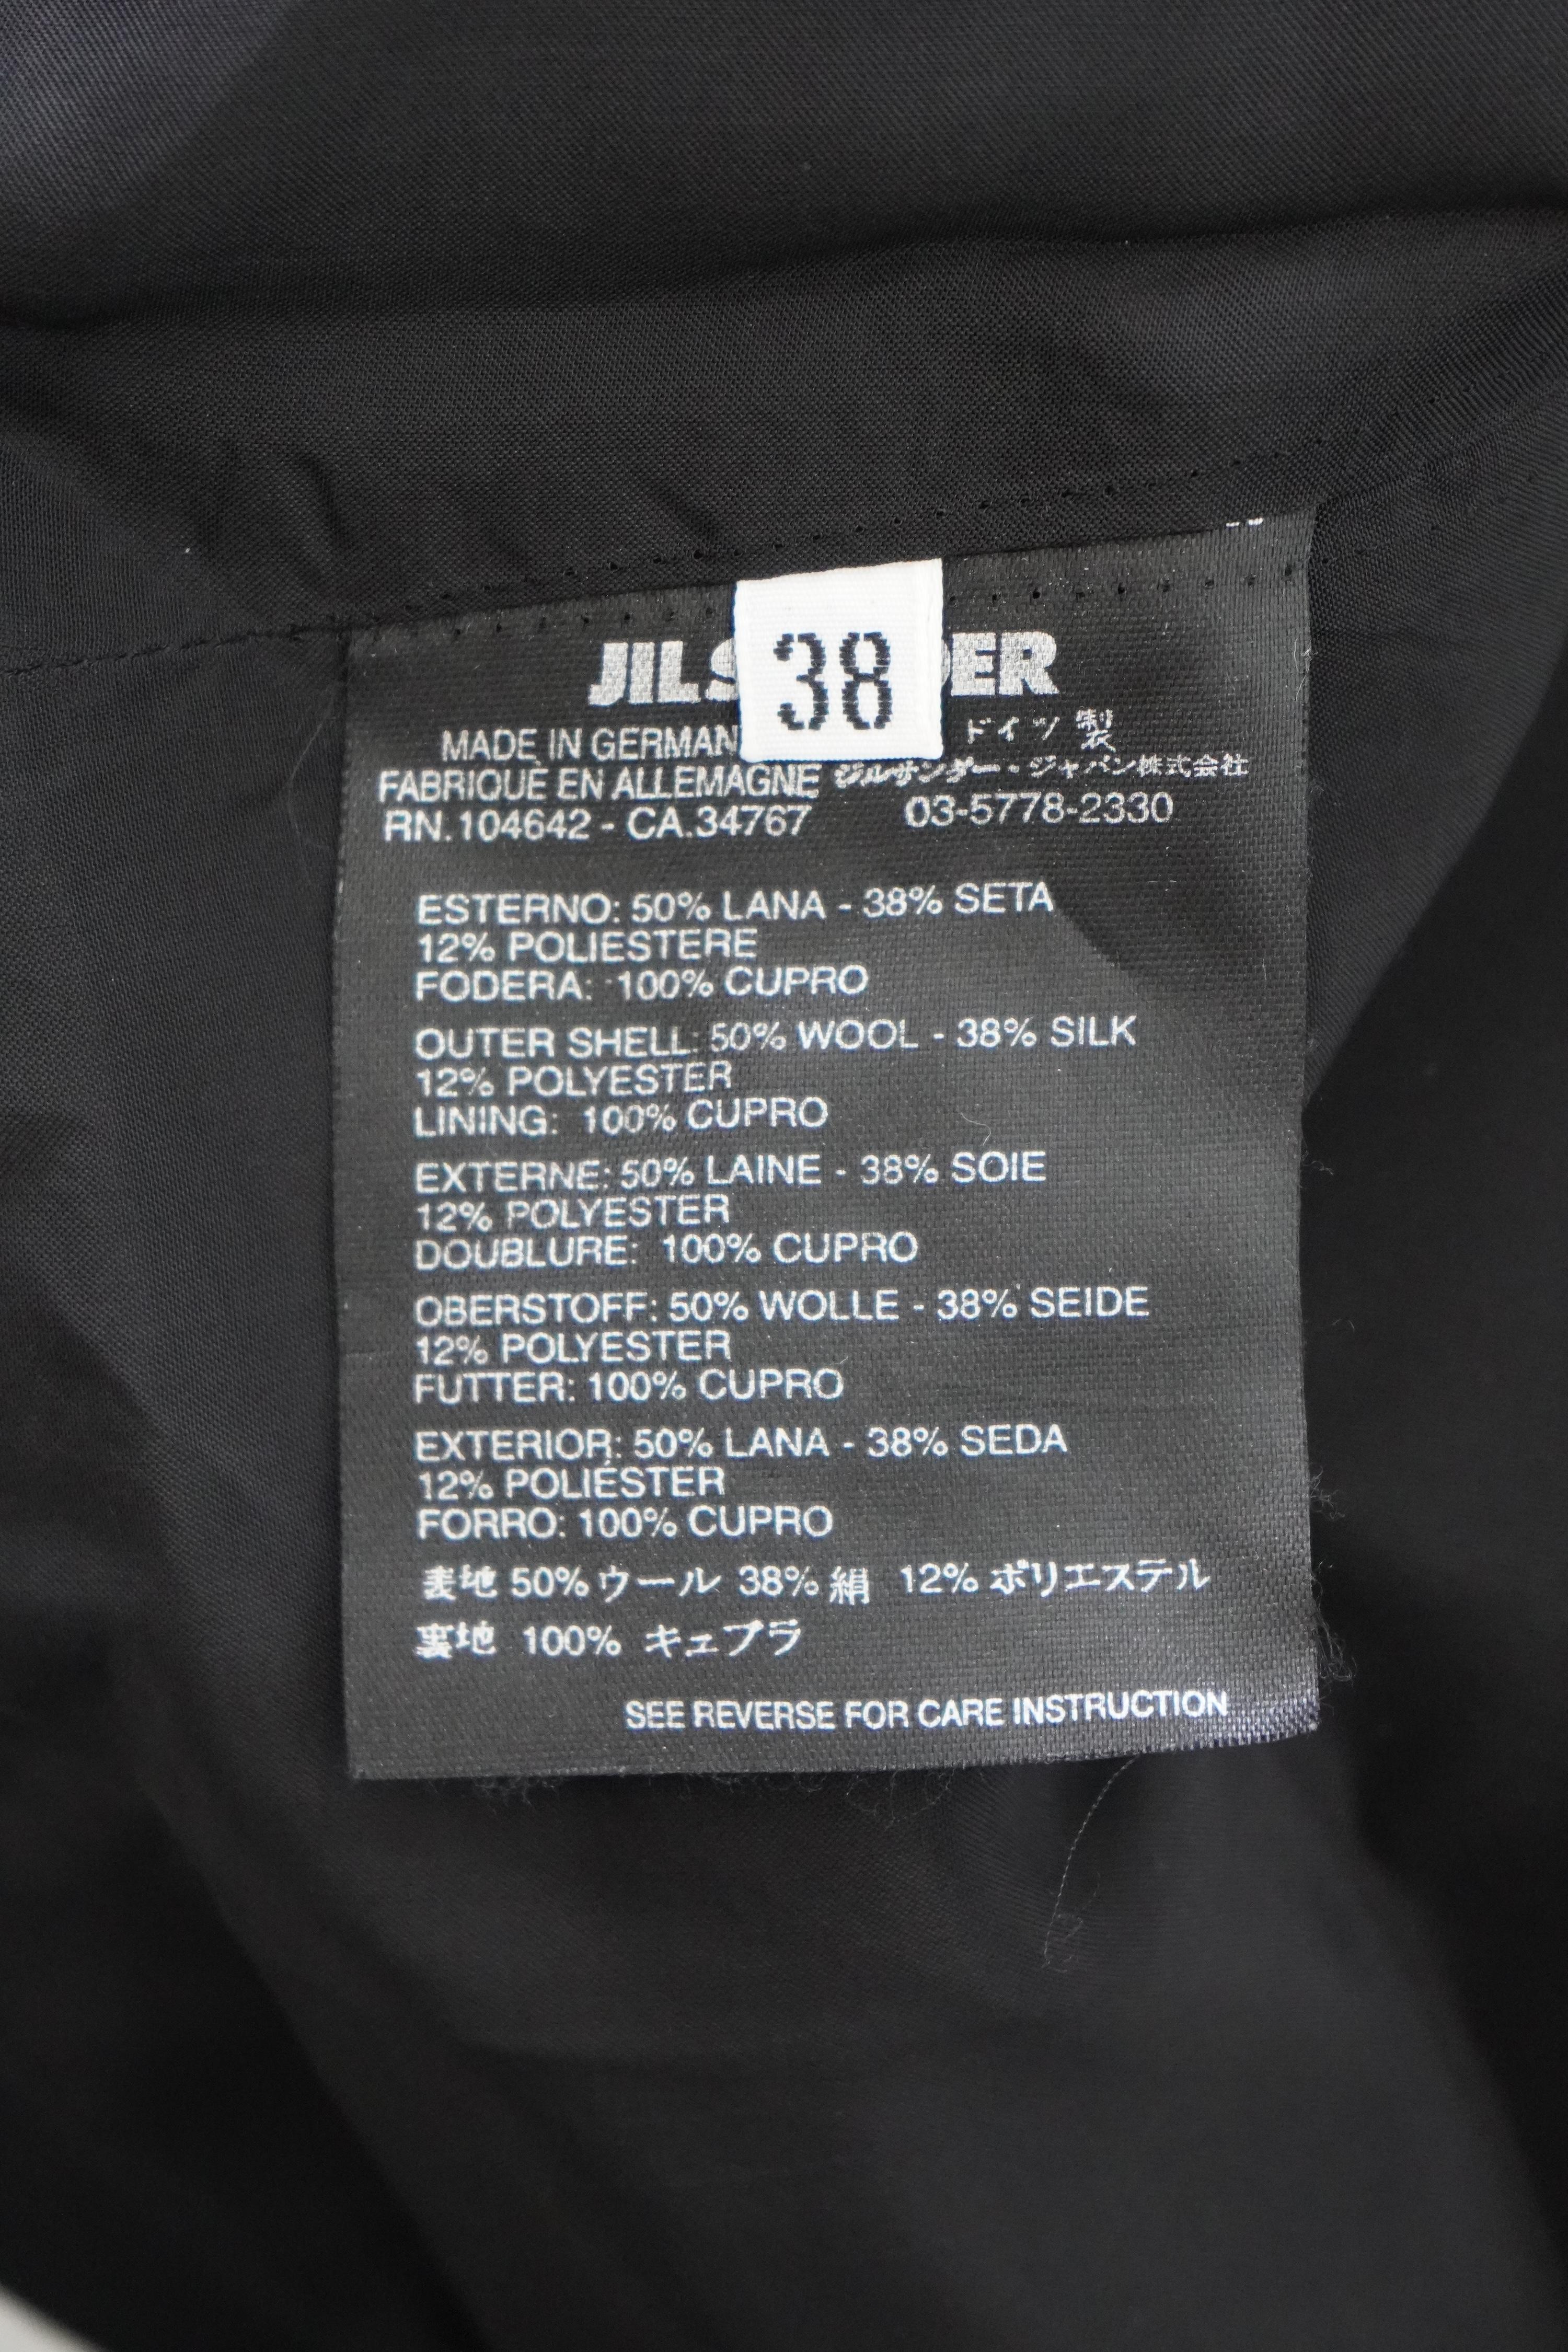 38
JIL S DER
MADE IN GERMAN ドイツ製
FABRIQUÉ EN ALLEMAGNE ジルサンダー・ジャパン株式会社
RN.104642 - CA.34767 03-5778-2330
ESTERNO: 50% LANA - 38% SETA
12% POLIESTERE
FODERA: 100% CUPRO
OUTER SHELL: 50% WOOL - 38% SILK
12% POLYESTER
LINING: 100% CUPRO
EXTERNE: 50% LAINE - 38% SOIE
12% POLYESTER
DOUBLURE: 100% CUPRO
OBERSTOFF: 50% WOLLE - 38% SEIDE
12% POLYESTER
FUTTER: 100% CUPRO
EXTERIOR: 50% LANA - 38% SEDA
12% POLIÉSTER
FORRO: 100% CUPRO
表地 50% ウール 38% 絹 12% ポリエステル
裏地 100% キュプラ
SEE REVERSE FOR CARE INSTRUCTION